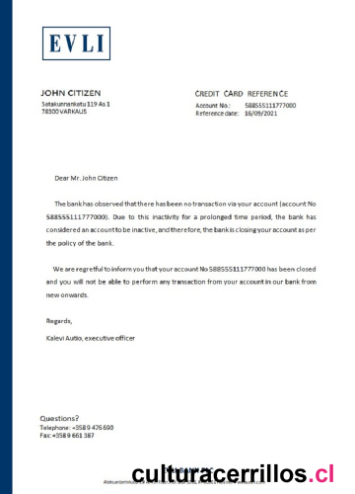 EVLI
JOHN CITIZEN
Satakunnankatu 119 As 1
78300 VARKAUS
CREDIT CARD REFERENCE
Account No.: 588555111777000
Reference date: 16/09/2021
Dear Mr. John Citizen
The bank has observed that there has been no transaction via your account (account No
588555111777000). Due to this inactivity for a prolonged time period, the bank has
considered an account to be inactive, and therefore, the bank is closing your account as per
the policy of the bank.
We are regretful to inform you that your account No 588555111777000 has been closed
and you will not be able to perform any transaction from your account in our bank from
new onwards.
Regards,
Kalevi Autio, executive officer
Questions?
Telephone: +358 9 476 690
Fax: +358 9 661 387
culturacerrillos.cl